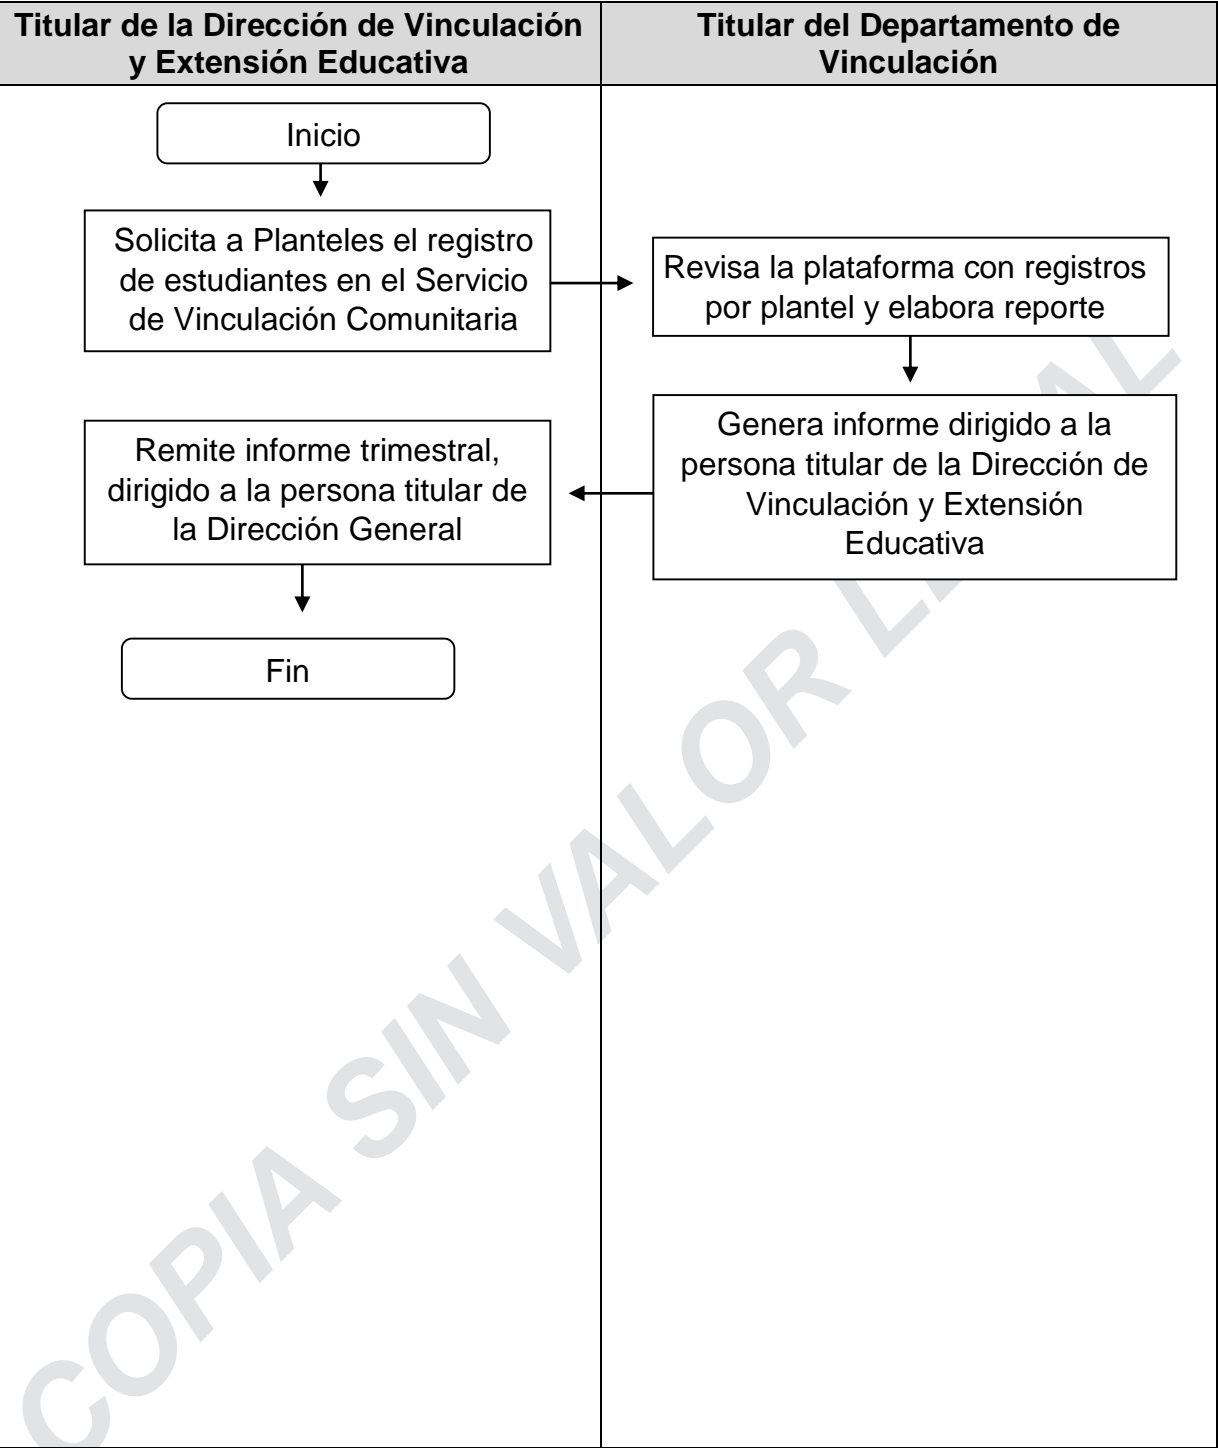 Titular de la Dirección de Vinculación
y Extensión Educativa
Titular del Departamento de
Vinculación
Inicio
Solicita a Planteles el registro
de estudiantes en el Servicio
de Vinculación Comunitaria
Revisa la plataforma con registros
por plantel y elabora reporte
Genera informe dirigido a la
persona titular de la Dirección de
Vinculación y Extensión
Educativa
Remite informe trimestral,
dirigido a la persona titular de
la Dirección General
Fin
COPIA SIN VALOR LEGAL